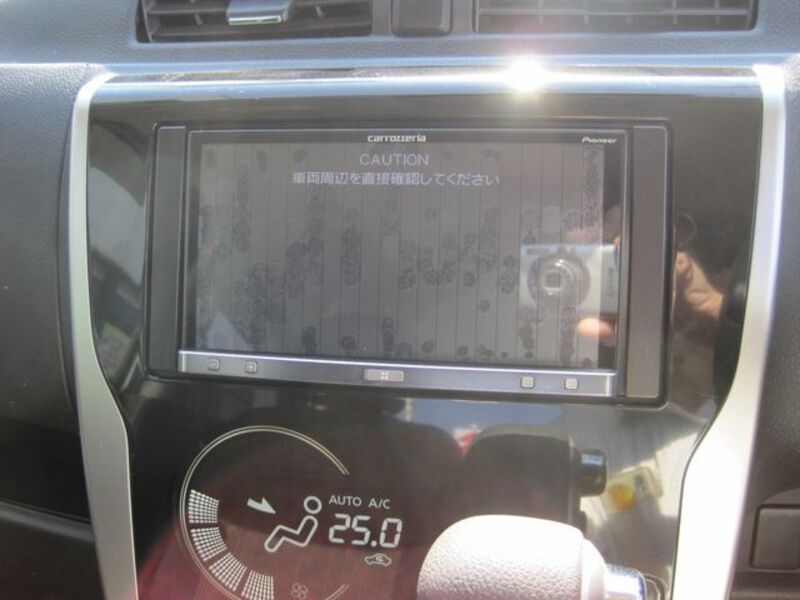 carrozzeria
Pioneer
CAUTION
車両周辺を直接確認してください
AUTO A/C
25.0